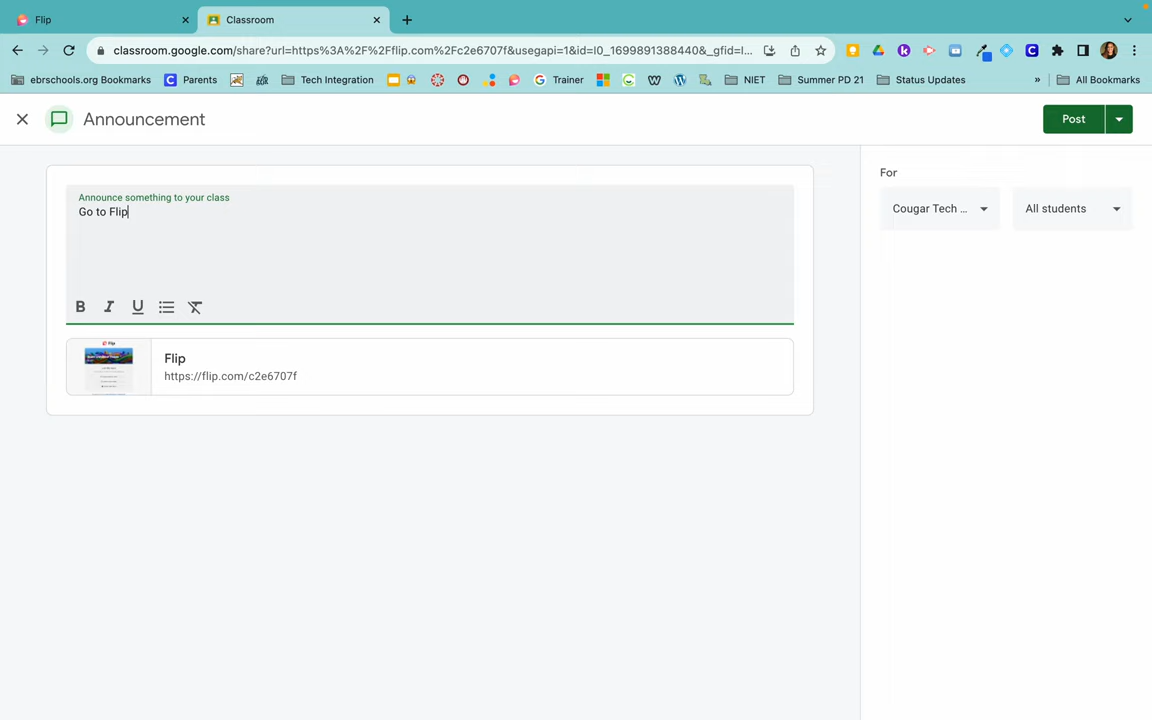 Flip
Classroom
classroom.google.com/share?url=https%3A%2F%2Fflip.com%2Fc2e6707f&usegapi=1&id=I0_1699891388440&_gfid=I...
ebrschools.org Bookmarks
Parents
Tech Integration
Trainer
NIET
Summer PD 21
Status Updates
»
All Bookmarks
Announcement
Post
Announce something to your class
Go to Flip
B I U
For
Cougar Tech ...
All students
Flip
Flip
https://flip.com/c2e6707f